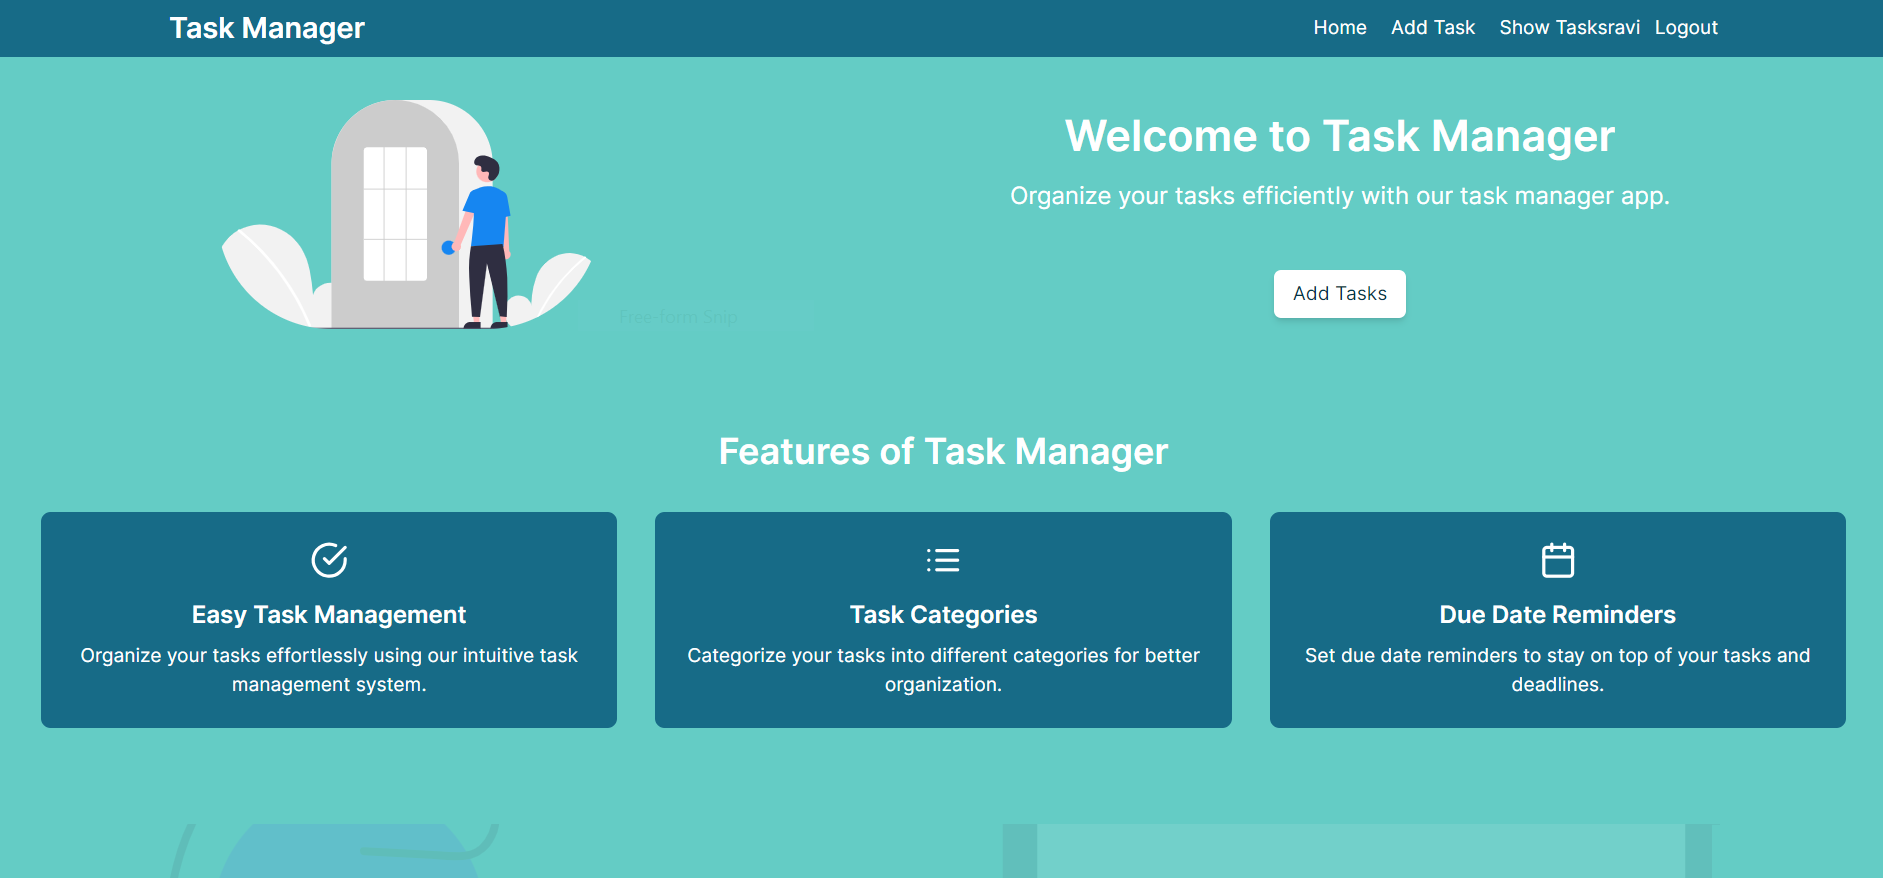 Task Manager
Home Add Task Show Tasksravi Logout
Welcome to Task Manager
Organize your tasks efficiently with our task manager app.
Add Tasks
Free-form Snip
Features of Task Manager
Easy Task Management
Organize your tasks effortlessly using our intuitive task
management system.
Task Categories
Categorize your tasks into different categories for better
organization.
Due Date Reminders
Set due date reminders to stay on top of your tasks and
deadlines.